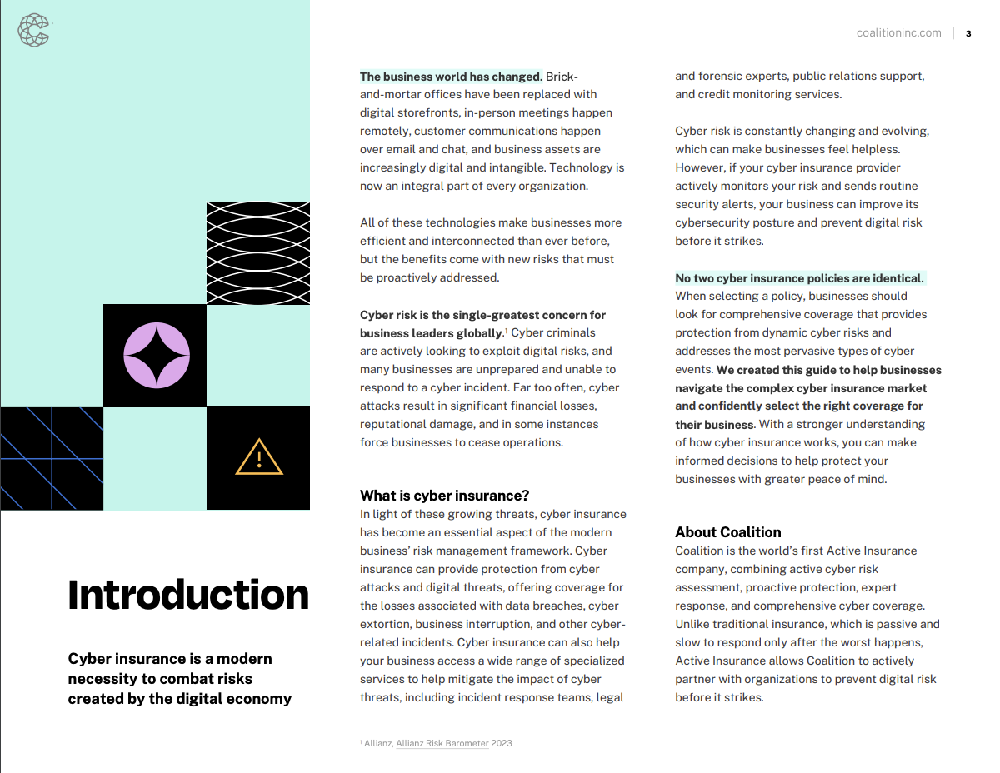 coalitioninc.com 3
Introduction
Cyber insurance is a modern
necessity to combat risks
created by the digital economy
The business world has changed. Brick-
and-mortar offices have been replaced with
digital storefronts, in-person meetings happen
remotely, customer communications happen
over email and chat, and business assets are
increasingly digital and intangible. Technology is
now an integral part of every organization.
All of these technologies make businesses more
efficient and interconnected than ever before,
but the benefits come with new risks that must
be proactively addressed.
Cyber risk is the single-greatest concern for
business leaders globally.¹ Cyber criminals
are actively looking to exploit digital risks, and
many businesses are unprepared and unable to
respond to a cyber incident. Far too often, cyber
attacks result in significant financial losses,
reputational damage, and in some instances
force businesses to cease operations.
What is cyber insurance?
In light of these growing threats, cyber insurance
has become an essential aspect of the modern
business’ risk management framework. Cyber
insurance can provide protection from cyber
attacks and digital threats, offering coverage for
the losses associated with data breaches, cyber
extortion, business interruption, and other cyber-
related incidents. Cyber insurance can also help
your business access a wide range of specialized
services to help mitigate the impact of cyber
threats, including incident response teams, legal
and forensic experts, public relations support,
and credit monitoring services.
Cyber risk is constantly changing and evolving,
which can make businesses feel helpless.
However, if your cyber insurance provider
actively monitors your risk and sends routine
security alerts, your business can improve its
cybersecurity posture and prevent digital risk
before it strikes.
No two cyber insurance policies are identical.
When selecting a policy, businesses should
look for comprehensive coverage that provides
protection from dynamic cyber risks and
addresses the most pervasive types of cyber
events. We created this guide to help businesses
navigate the complex cyber insurance market
and confidently select the right coverage for
their business. With a stronger understanding
of how cyber insurance works, you can make
informed decisions to help protect your
businesses with greater peace of mind.
About Coalition
Coalition is the world’s first Active Insurance
company, combining active cyber risk
assessment, proactive protection, expert
response, and comprehensive cyber coverage.
Unlike traditional insurance, which is passive and
slow to respond only after the worst happens,
Active Insurance allows Coalition to actively
partner with organizations to prevent digital risk
before it strikes.
¹ Allianz, Allianz Risk Barometer 2023